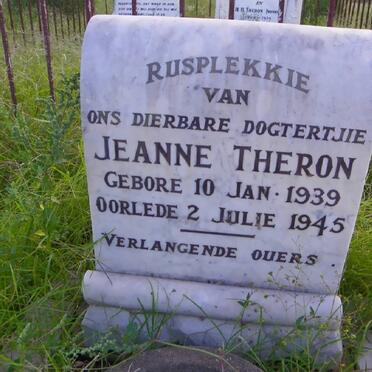 RUSPLEKKIE
VAN
ONS DIERBARE DOGTERTJIE
JEANNE THERON
GEBORE 10 JAN. 1939
OORLEDE 2 JULIE 1945
VERLANGENDE OUERS.